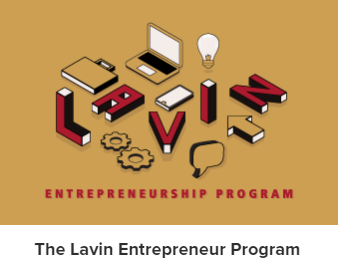 LAVIN
ENTREPRENEURSHIP PROGRAM
The Lavin Entrepreneur Program